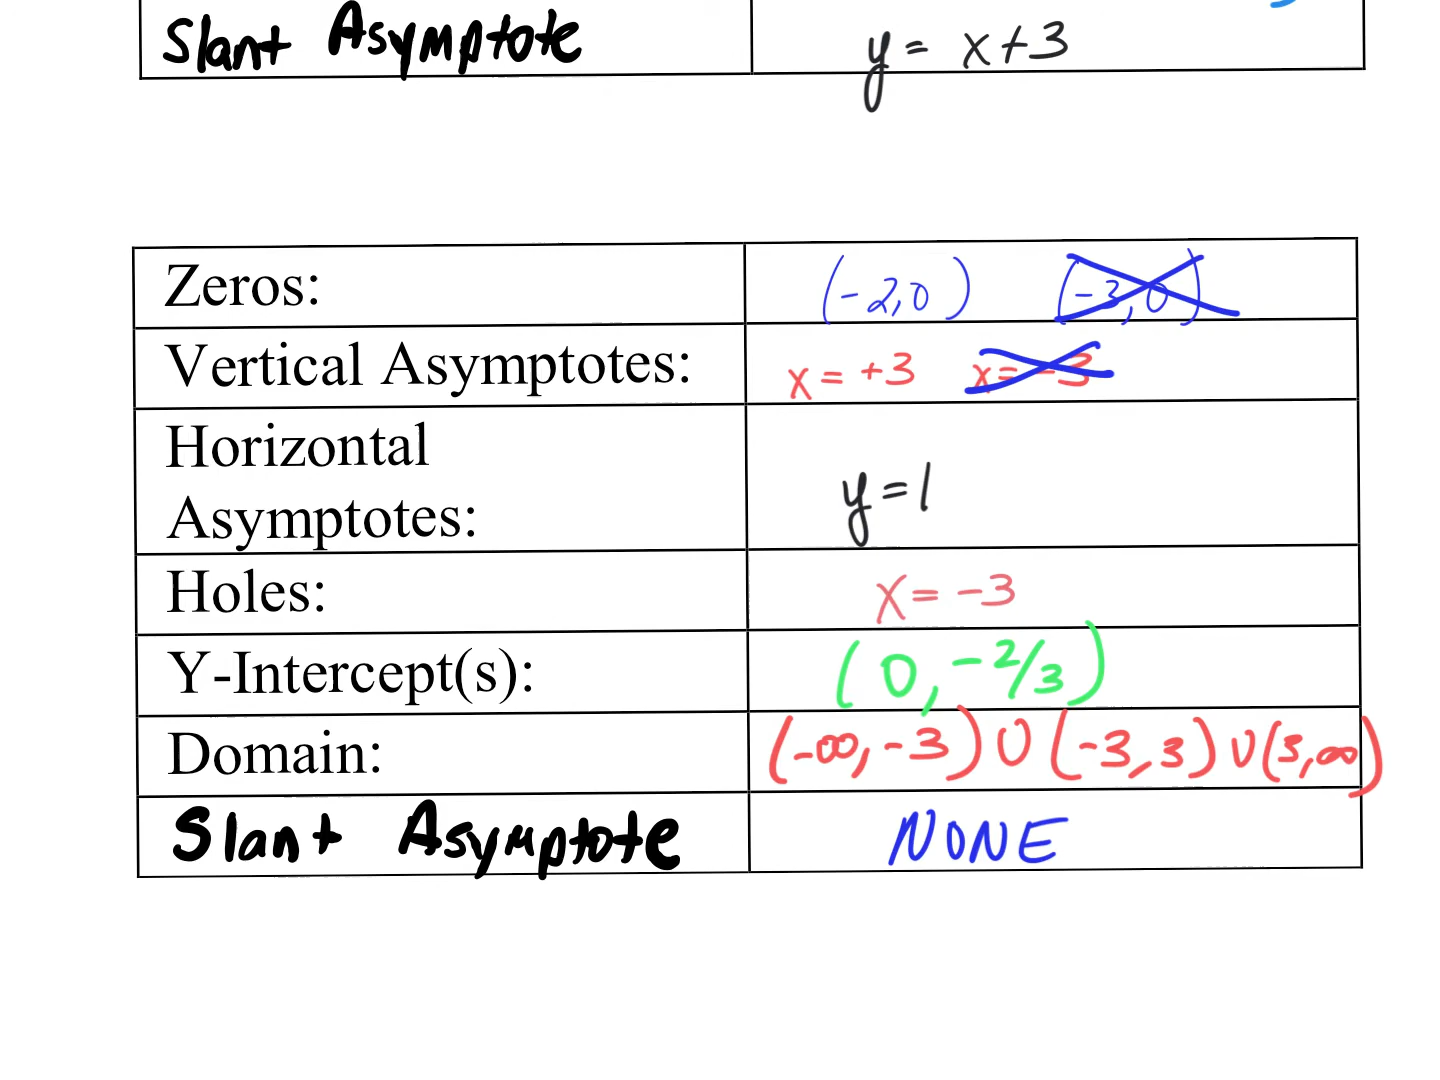 Slant Asymptote y = x+3
Zeros: (-2,0) (-3,0)
Vertical Asymptotes: x = +3 x = -3
Horizontal
Asymptotes: y = 1
Holes: x = -3
Y-Intercept(s): (0, -2/3)
Domain: (-∞, -3) ∪ (-3, 3) ∪ (3, ∞)
Slant Asymptote NONE